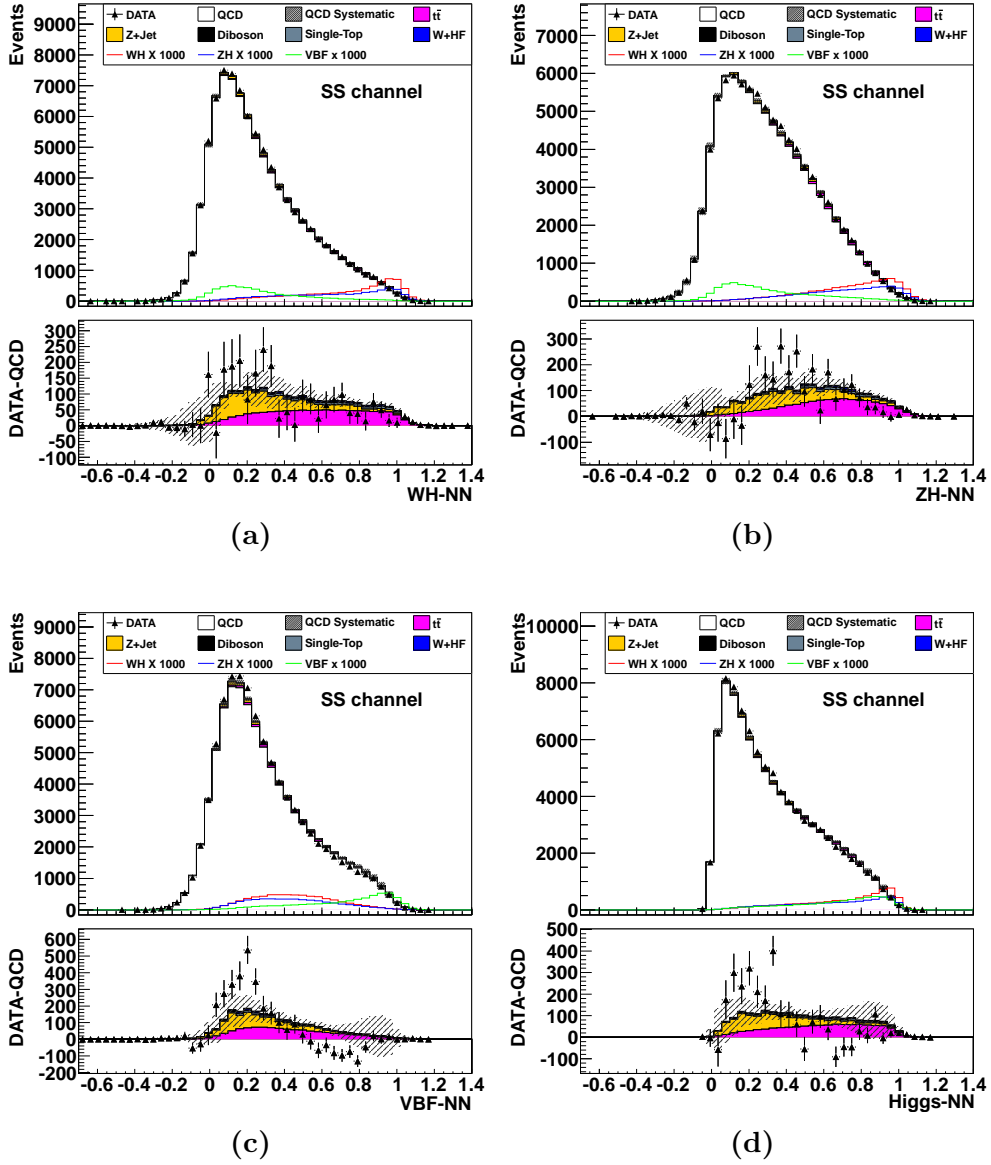 Events
9000
8000
7000
6000
5000
4000
3000
2000
1000
0
DATA QCD QCD Systematic tt̄
Z+Jet Diboson Single-Top W+HF
WH X 1000 ZH X 1000 VBF x 1000
SS channel
DATA-QCD
300
250
200
150
100
50
0
-50
-100
-0.6 -0.4 -0.2 0 0.2 0.4 0.6 0.8 1 1.2 1.4
WH-NN
(a)
Events
7000
6000
5000
4000
3000
2000
1000
0
DATA QCD QCD Systematic tt̄
Z+Jet Diboson Single-Top W+HF
WH X 1000 ZH X 1000 VBF x 1000
SS channel
DATA-QCD
300
200
100
0
-100
-0.6 -0.4 -0.2 0 0.2 0.4 0.6 0.8 1 1.2 1.4
ZH-NN
(b)
Events
9000
8000
7000
6000
5000
4000
3000
2000
1000
0
DATA QCD QCD Systematic tt̄
Z+Jet Diboson Single-Top W+HF
WH X 1000 ZH X 1000 VBF x 1000
SS channel
DATA-QCD
600
500
400
300
200
100
0
-100
-200
-0.6 -0.4 -0.2 0 0.2 0.4 0.6 0.8 1 1.2 1.4
VBF-NN
(c)
Events
10000
8000
6000
4000
2000
0
DATA QCD QCD Systematic tt̄
Z+Jet Diboson Single-Top W+HF
WH X 1000 ZH X 1000 VBF x 1000
SS channel
DATA-QCD
500
400
300
200
100
0
-100
-0.6 -0.4 -0.2 0 0.2 0.4 0.6 0.8 1 1.2 1.4
Higgs-NN
(d)